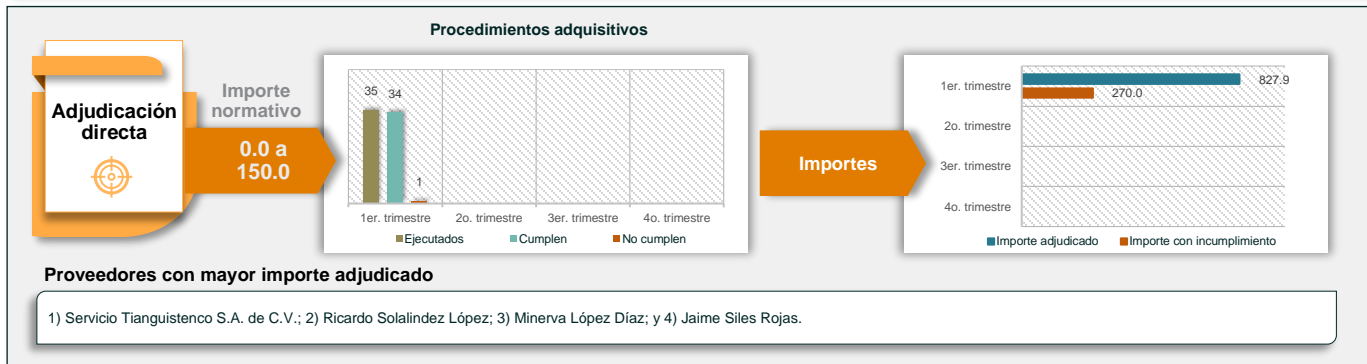 Procedimientos adquisitivos
Adjudicación
directa
Importe
normativo
0.0 a
150.0
35
34
1
1er. trimestre
2o. trimestre
3er. trimestre
4o. trimestre
Ejecutados
Cumplen
No cumplen
Importes
1er. trimestre
827.9
270.0
2o. trimestre
3er. trimestre
4o. trimestre
Importe adjudicado
Importe con incumplimiento
Proveedores con mayor importe adjudicado
1) Servicio Tianguistenco S.A. de C.V.; 2) Ricardo Solalindez López; 3) Minerva López Díaz; y 4) Jaime Siles Rojas.